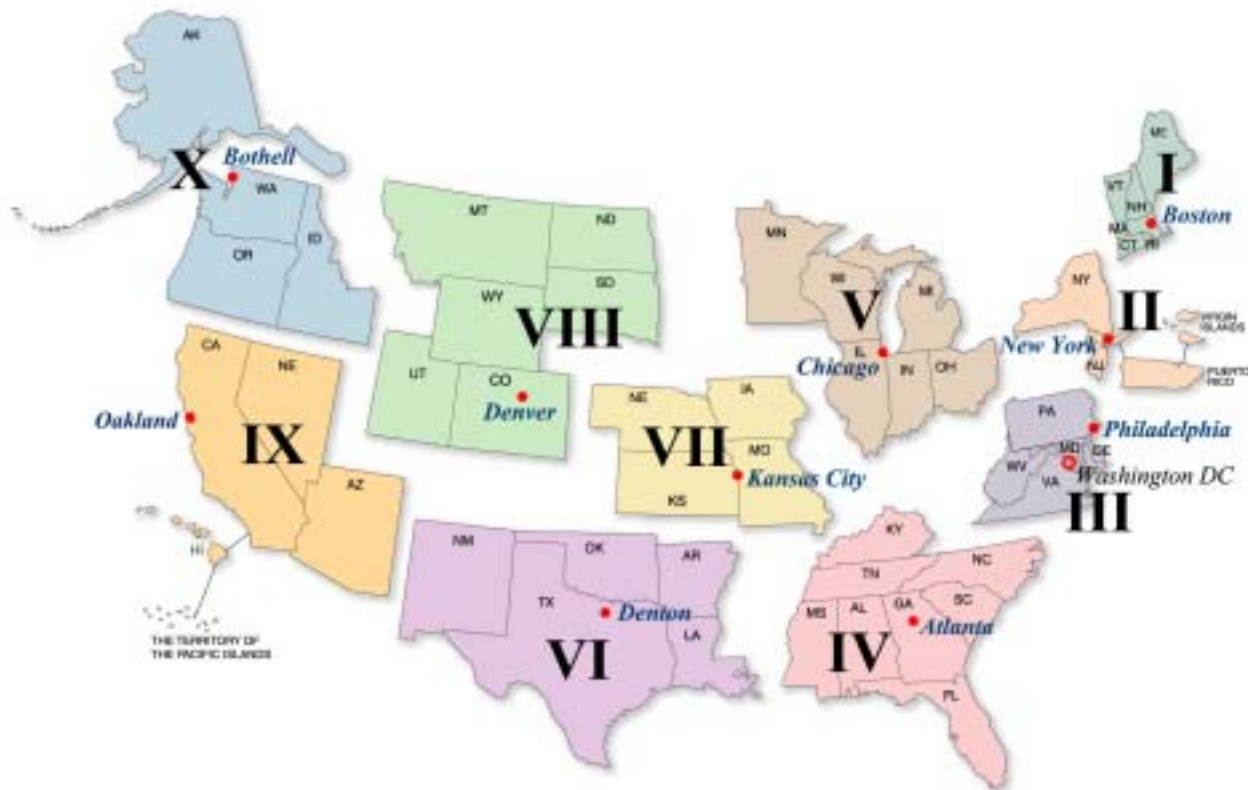 AK
X
Bothell
WA
OR
ID
MT
ND
SD
WY
VIII
UT
CO
Denver
MN
WI
MI
V
IL
IN
OH
Chicago
ME
I
VT
NH
MA
CT
RI
Boston
NY
II
VIRGIN
ISLANDS
New York
NJ
PUERTO
RICO
CA
NE
Oakland
IX
AZ
HI
THE TERRITORY OF
THE PACIFIC ISLANDS
NE
IA
VII
MO
KS
Kansas City
PA
Philadelphia
MD
DE
WV
VA
Washington DC
III
NM
OK
AR
TX
Denton
LA
VI
KY
TN
NC
MS
AL
GA
SC
Atlanta
IV
FL